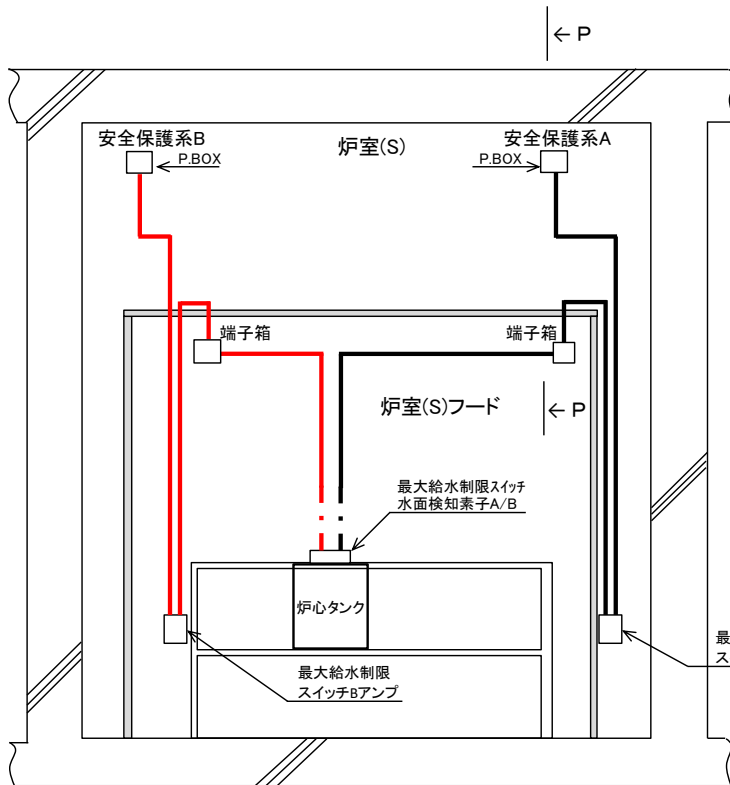 ← P
安全保護系B
炉室(S)
安全保護系A
P.BOX
P.BOX
端子箱
端子箱
炉室(S)フード
← P
最大給水制限スイッチ
水面検知素子A/B
炉心タンク
最大給水制限
スイッチBアンプ
最
ス